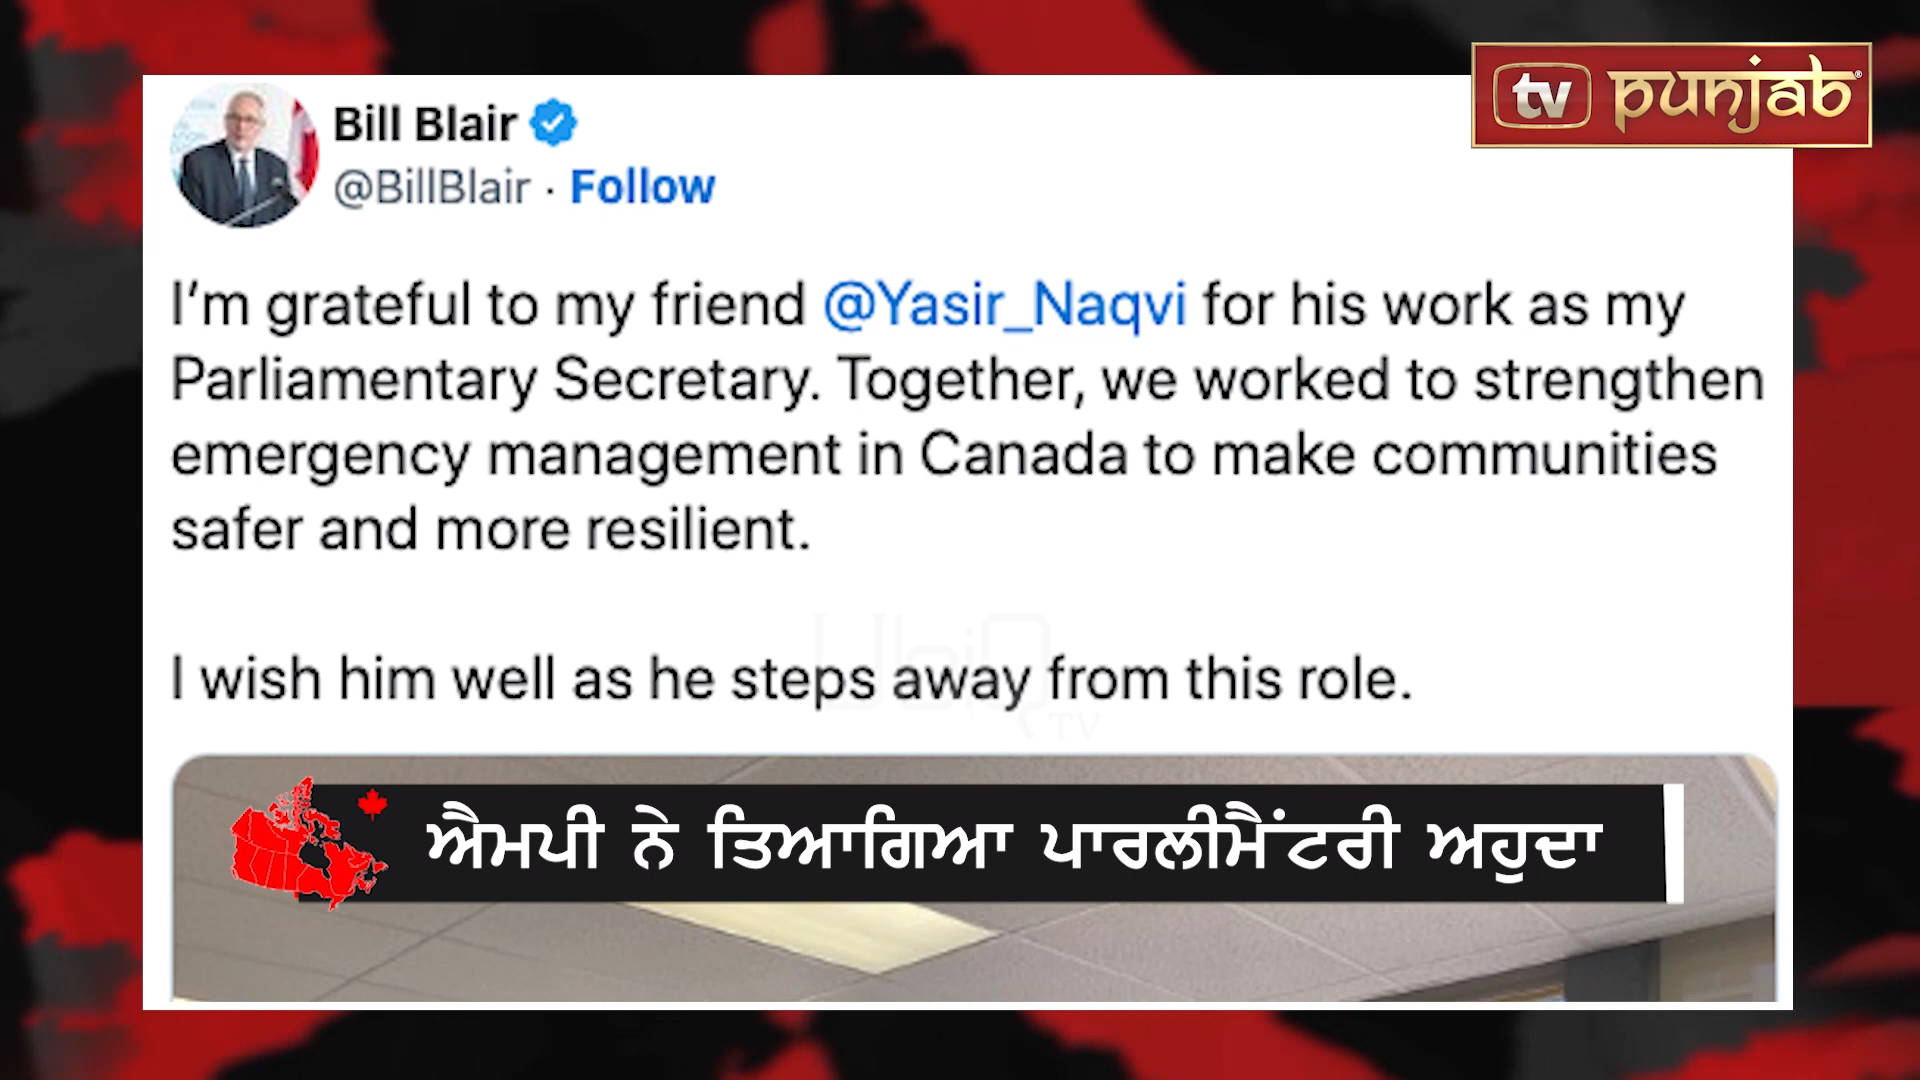 tv punjab®
Bill Blair
@BillBlair · Follow
I'm grateful to my friend @Yasir_Naqvi for his work as my
Parliamentary Secretary. Together, we worked to strengthen
emergency management in Canada to make communities
safer and more resilient.
I wish him well as he steps away from this role.
UbiQ
TV
ਐਮਪੀ ਨੇ ਤਿਆਗਿਆ ਪਾਰਲੀਮੈਂਟਰੀ ਅਹੁਦਾ